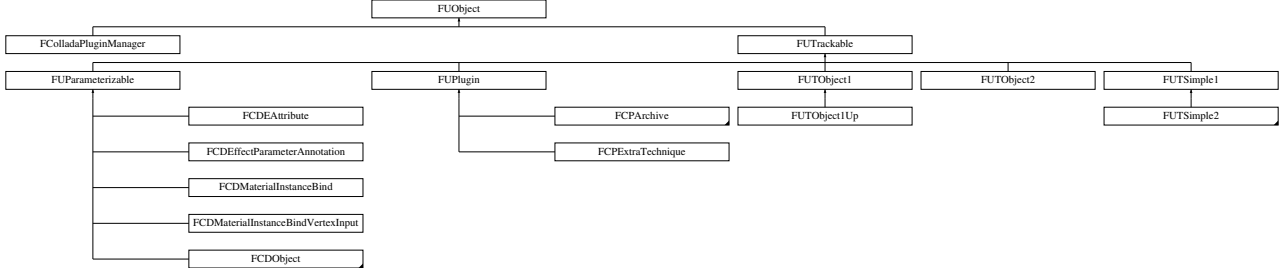 FUObject
FColladaPluginManager FUTrackable
FUParameterizable FUPlugin FUTObject1 FUTObject2 FUTSimple1
FCDEAttribute FCPArchive FUTObject1Up FUTSimple2
FCDEffectParameterAnnotation FCPExtraTechnique
FCDMaterialInstanceBind
FCDMaterialInstanceBindVertexInput
FCDObject